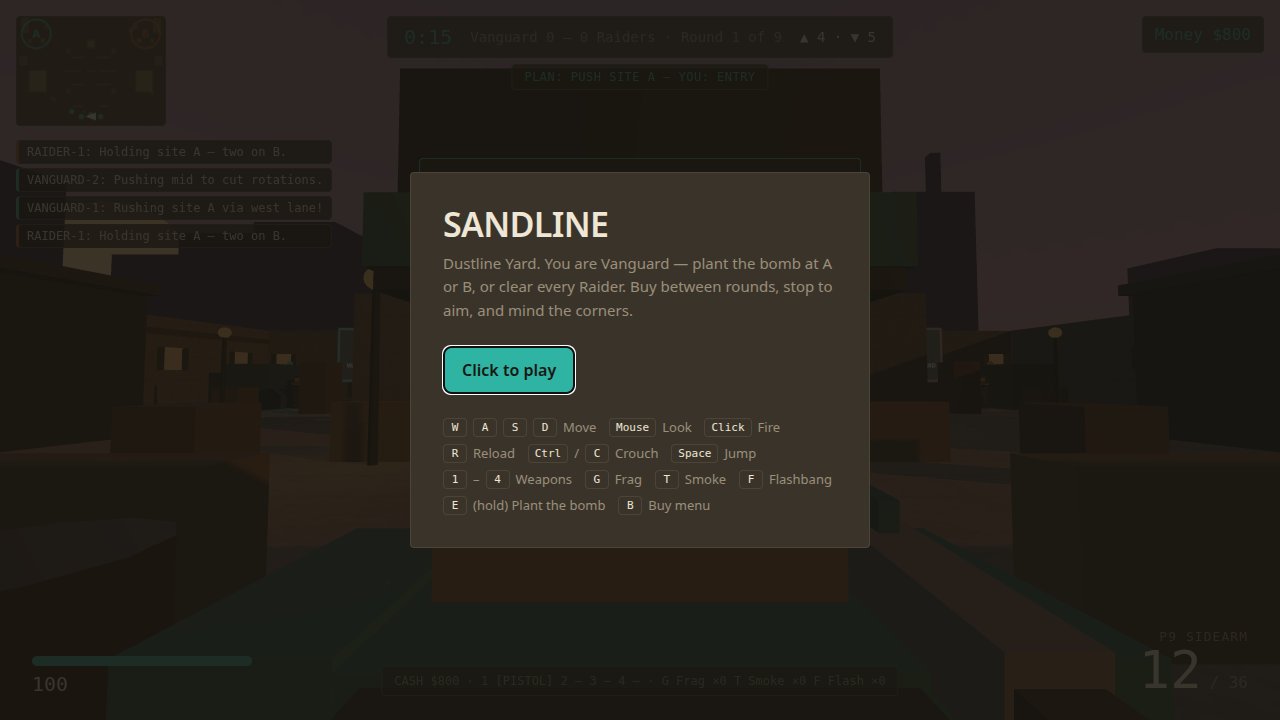 A
0:15 Vanguard 0 — 0 Raiders · Round 1 of 9 ▲ 4 · ▼ 5
Money $800
PLAN: PUSH SITE A — YOU: ENTRY
RAIDER-1: Holding site A — two on B.
VANGUARD-2: Pushing mid to cut rotations.
VANGUARD-1: Rushing site A via west lane!
RAIDER-1: Holding site A — two on B.
SANDLINE
Dustline Yard. You are Vanguard — plant the bomb at A
or B, or clear every Raider. Buy between rounds, stop to
aim, and mind the corners.
Click to play
W A S D Move Mouse Look Click Fire
R Reload Ctrl / C Crouch Space Jump
1 – 4 Weapons G Frag T Smoke F Flashbang
E (hold) Plant the bomb B Buy menu
100
CASH $800 · 1 [PISTOL] 2 — 3 — 4 — · G Frag ×0 T Smoke ×0 F Flash ×0
P9 SIDEARM
12 / 36